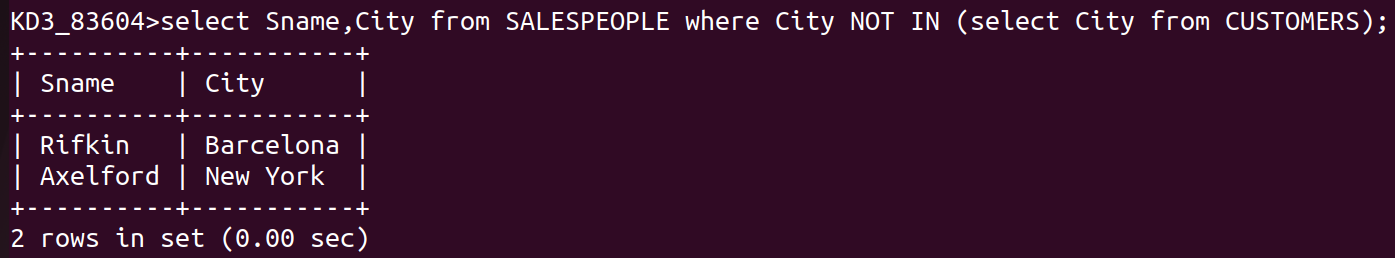 KD3_83604>select Sname,City from SALESPEOPLE where City NOT IN (select City from CUSTOMERS);
+----------+-----------+
| Sname    | City      |
+----------+-----------+
| Rifkin   | Barcelona |
| Axelford | New York  |
+----------+-----------+
2 rows in set (0.00 sec)